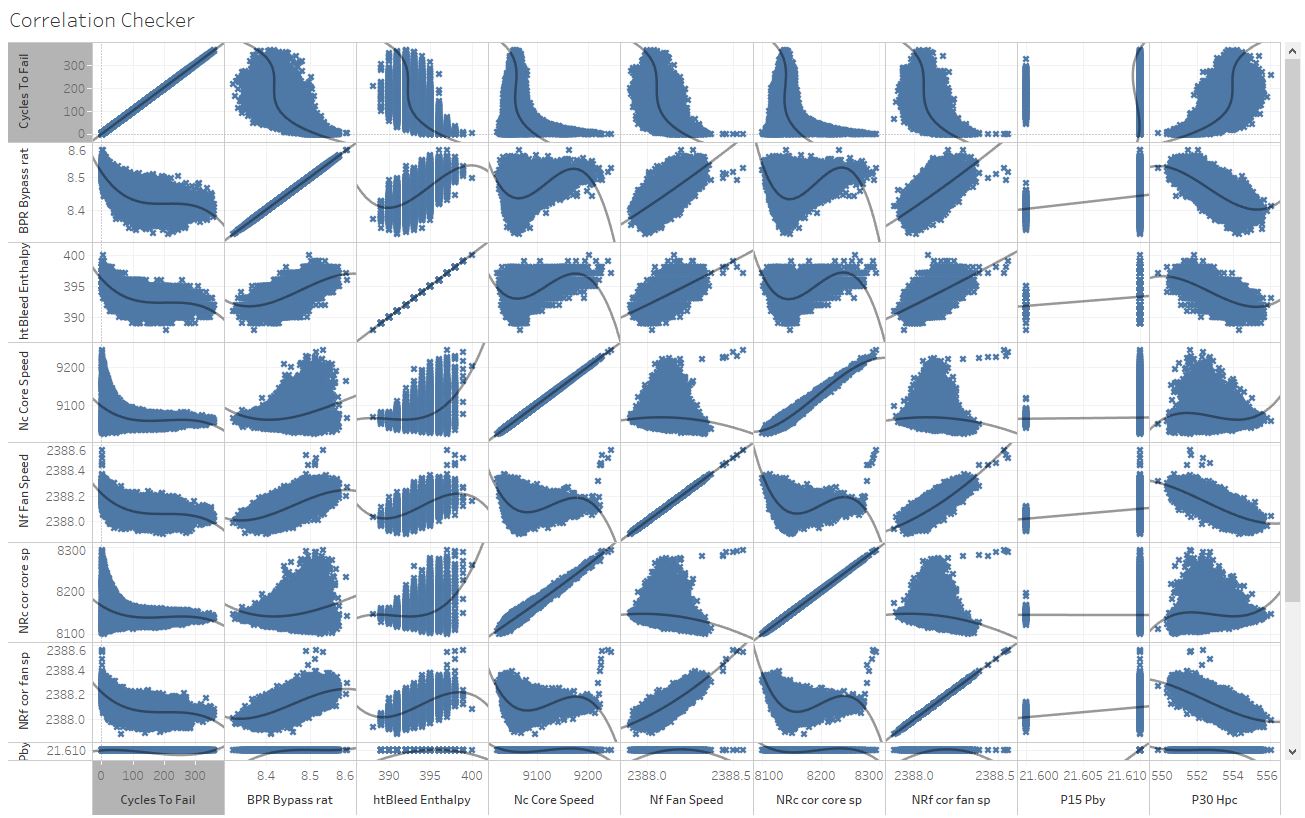 Correlation Checker
Cycles To Fail
300
200
100
0
BPR Bypass rat
8.6
8.5
8.4
htBleed Enthalpy
400
395
390
Nc Core Speed
9200
9100
Nf Fan Speed
2388.6
2388.4
2388.2
2388.0
NRc cor core sp
8300
8200
8100
NRf cor fan sp
2388.6
2388.4
2388.2
2388.0
21.610
0 100 200 300 8.4 8.5 8.6 390 395 400 9100 9200 2388.0 2388.5 8100 8200 8300 2388.0 2388.5 21.600 21.605 21.610 550 552 554 556
Cycles To Fail BPR Bypass rat htBleed Enthalpy Nc Core Speed Nf Fan Speed NRc cor core sp NRf cor fan sp P15 Pby P30 Hpc